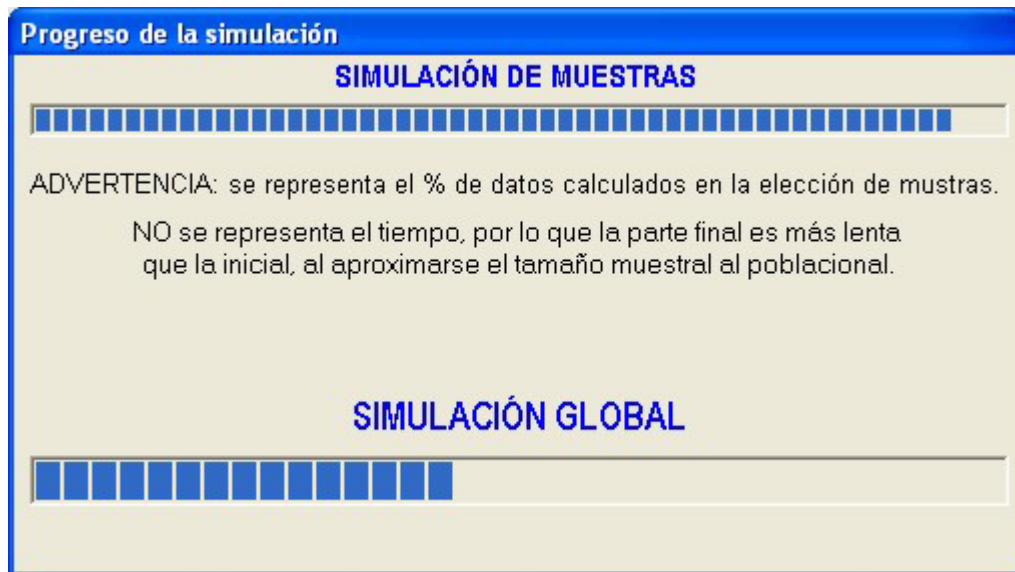 Progreso de la simulación
SIMULACIÓN DE MUESTRAS
ADVERTENCIA: se representa el % de datos calculados en la elección de mustras.
NO se representa el tiempo, por lo que la parte final es más lenta
que la inicial, al aproximarse el tamaño muestral al poblacional.
SIMULACIÓN GLOBAL